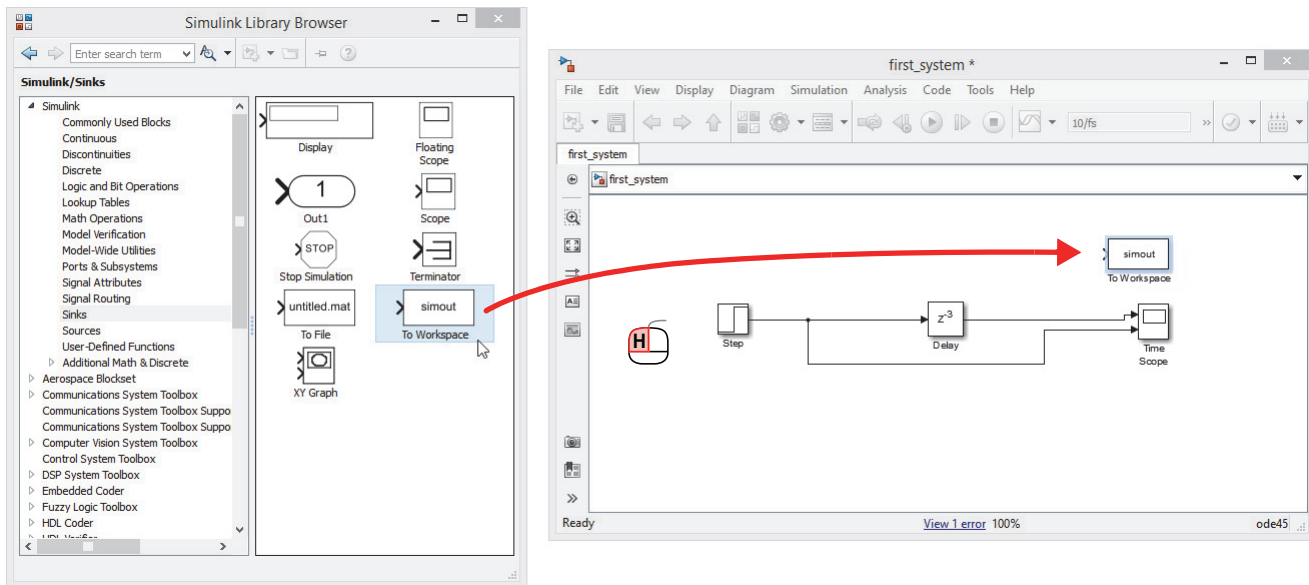 Simulink Library Browser
Enter search term
Simulink/Sinks
Simulink
Commonly Used Blocks
Continuous
Discontinuities
Discrete
Logic and Bit Operations
Lookup Tables
Math Operations
Model Verification
Model-Wide Utilities
Ports & Subsystems
Signal Attributes
Signal Routing
Sinks
Sources
User-Defined Functions
Additional Math & Discrete
Aerospace Blockset
Communications System Toolbox
Communications System Toolbox Suppo
Communications System Toolbox Suppo
Computer Vision System Toolbox
Control System Toolbox
DSP System Toolbox
Embedded Coder
Fuzzy Logic Toolbox
HDL Coder
HDL Verifier
Display
Floating
Scope
1
Out1
Scope
STOP
Stop Simulation
Terminator
untitled.mat
To File
simout
To Workspace
XY Graph
first_system *
File Edit View Display Diagram Simulation Analysis Code Tools Help
10/fs
first_system
first_system
simout
To Workspace
H
Step
z-3
Delay
Time
Scope
Ready
View 1 error 100%
ode45